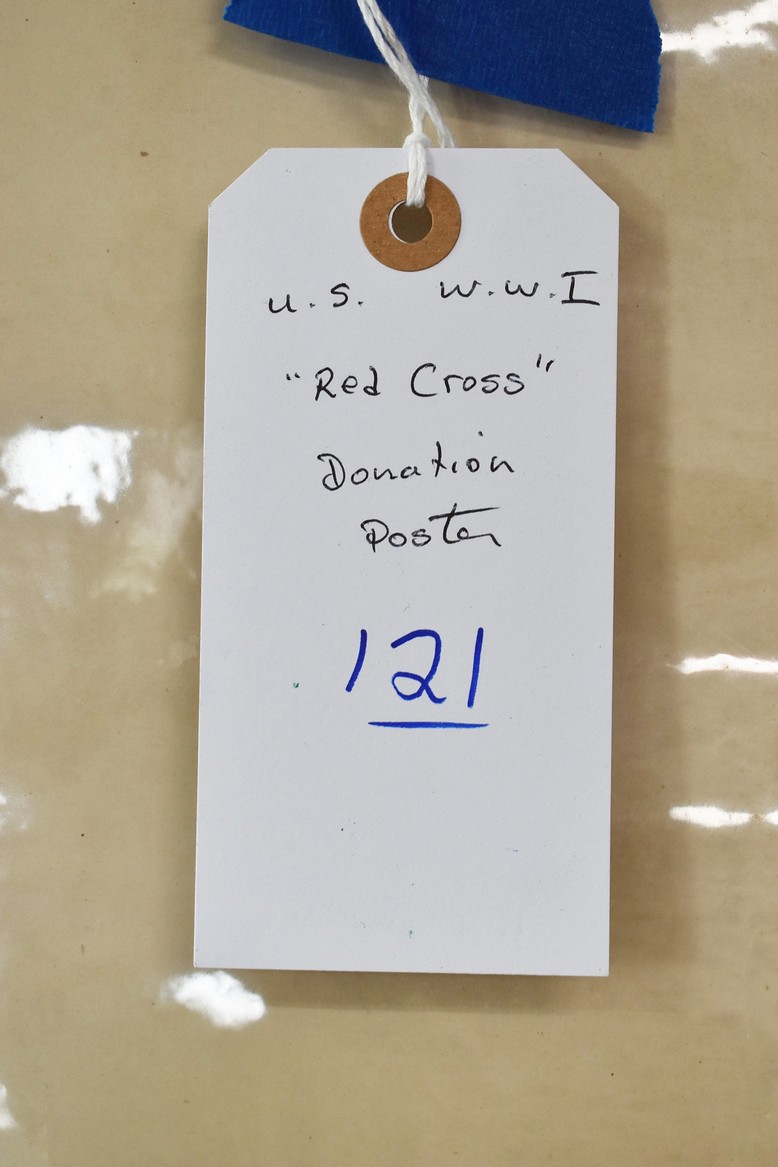 U.S. W.W.I
"Red Cross"
Donation
Poster
121